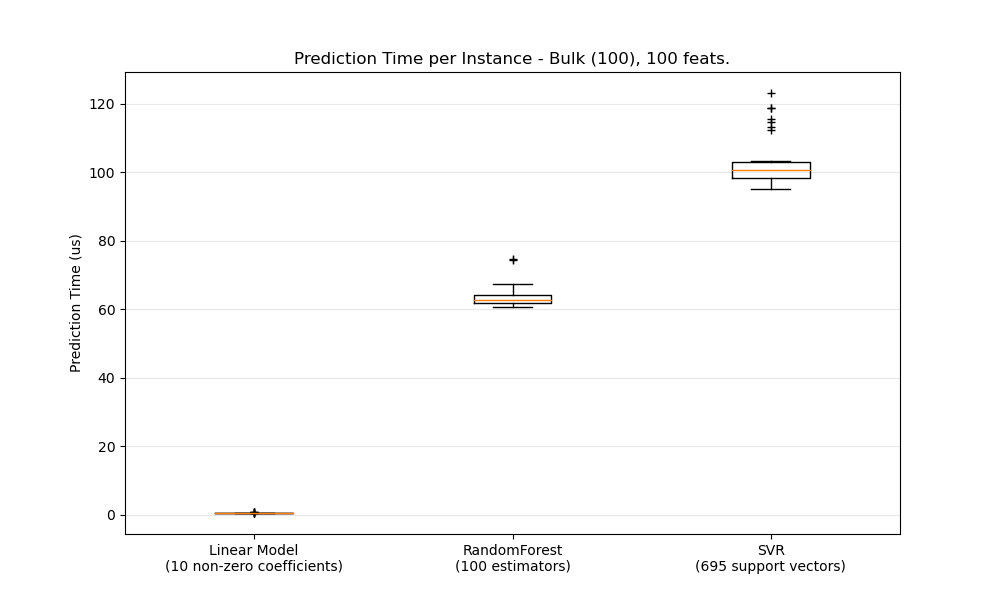 Prediction Time per Instance - Bulk (100), 100 feats.
Prediction Time (us)
120
100
80
60
40
20
0
Linear Model
(10 non-zero coefficients)
RandomForest
(100 estimators)
SVR
(695 support vectors)